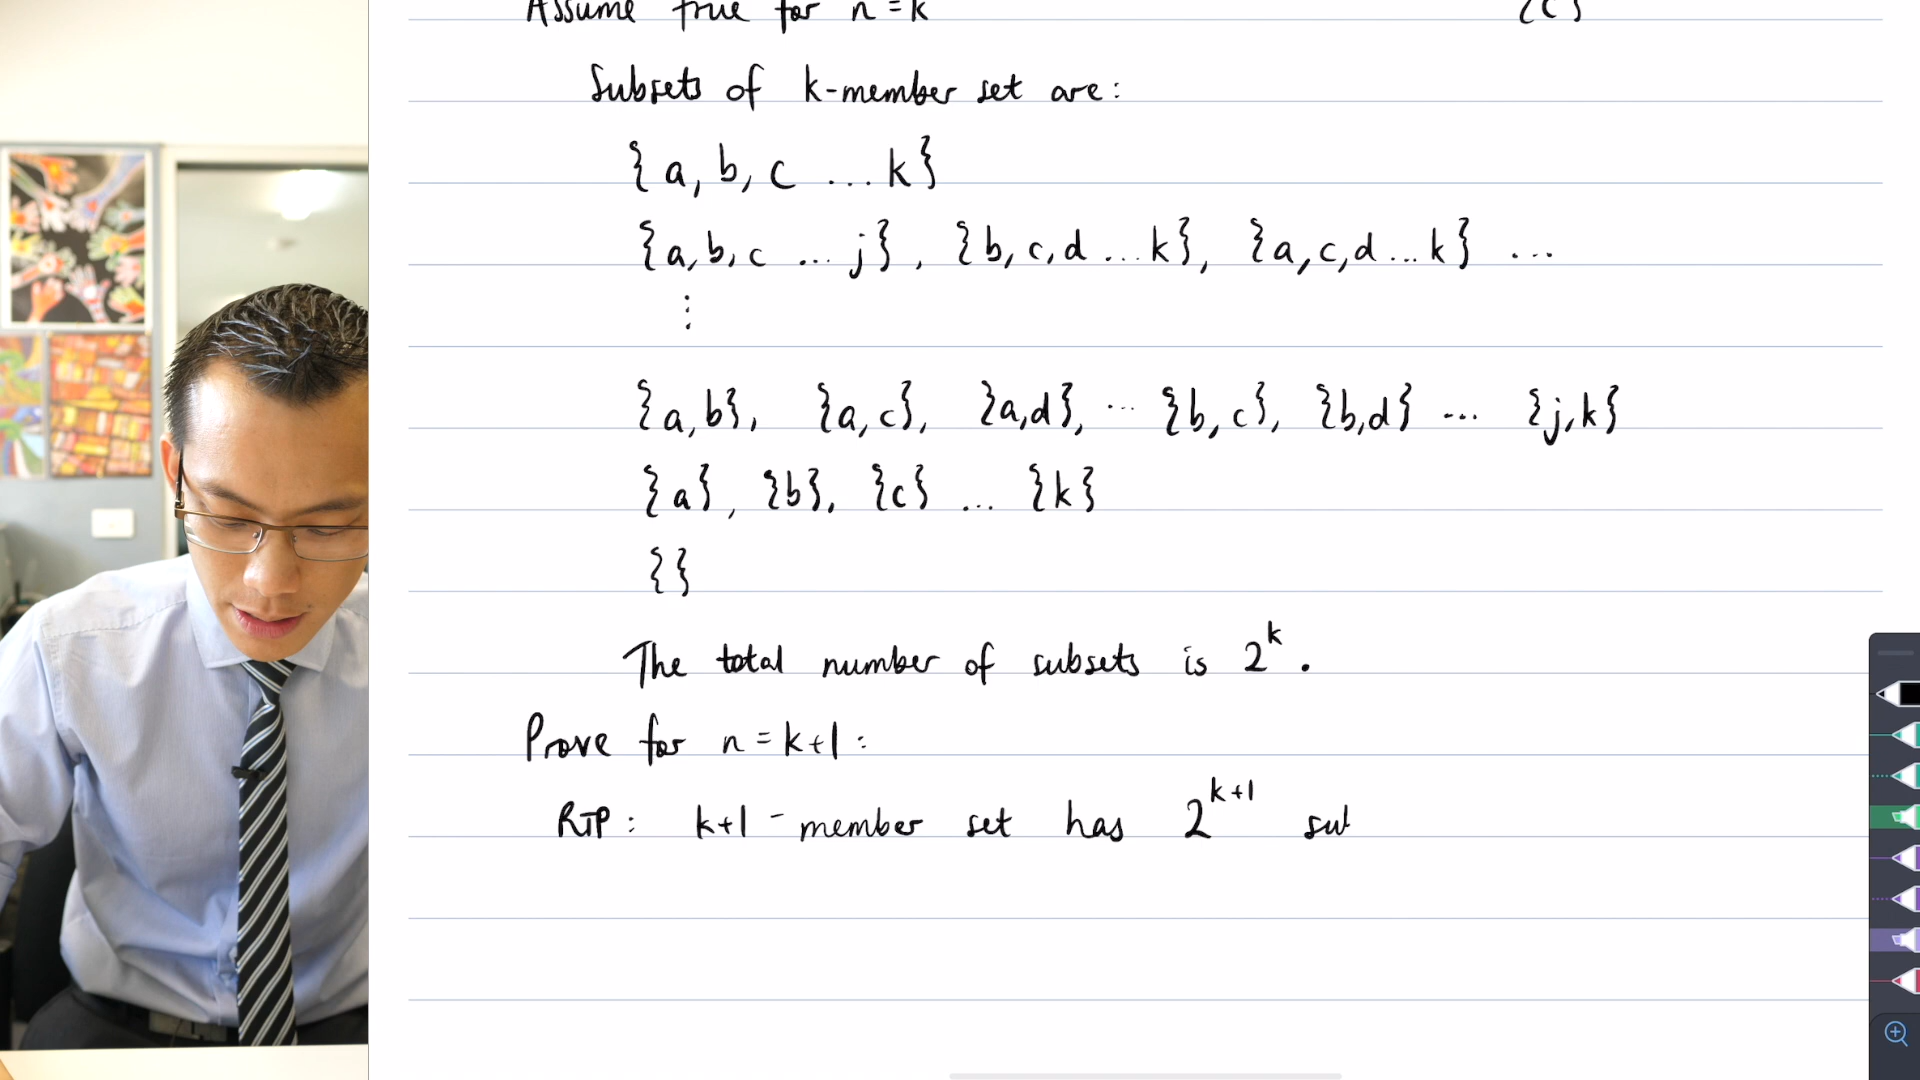 Assume true for n = k
{c}
Subsets of k-member set are:
{a, b, c ... k}
{a, b, c ... j}, {b, c, d ... k}, {a, c, d ... k} ...
⋮
{a, b}, {a, c}, {a, d}, ... {b, c}, {b, d} ... {j, k}
{a}, {b}, {c} ... {k}
{}
The total number of subsets is 2^k.
Prove for n = k+1:
RTP: k+1 - member set has 2^{k+1} sub